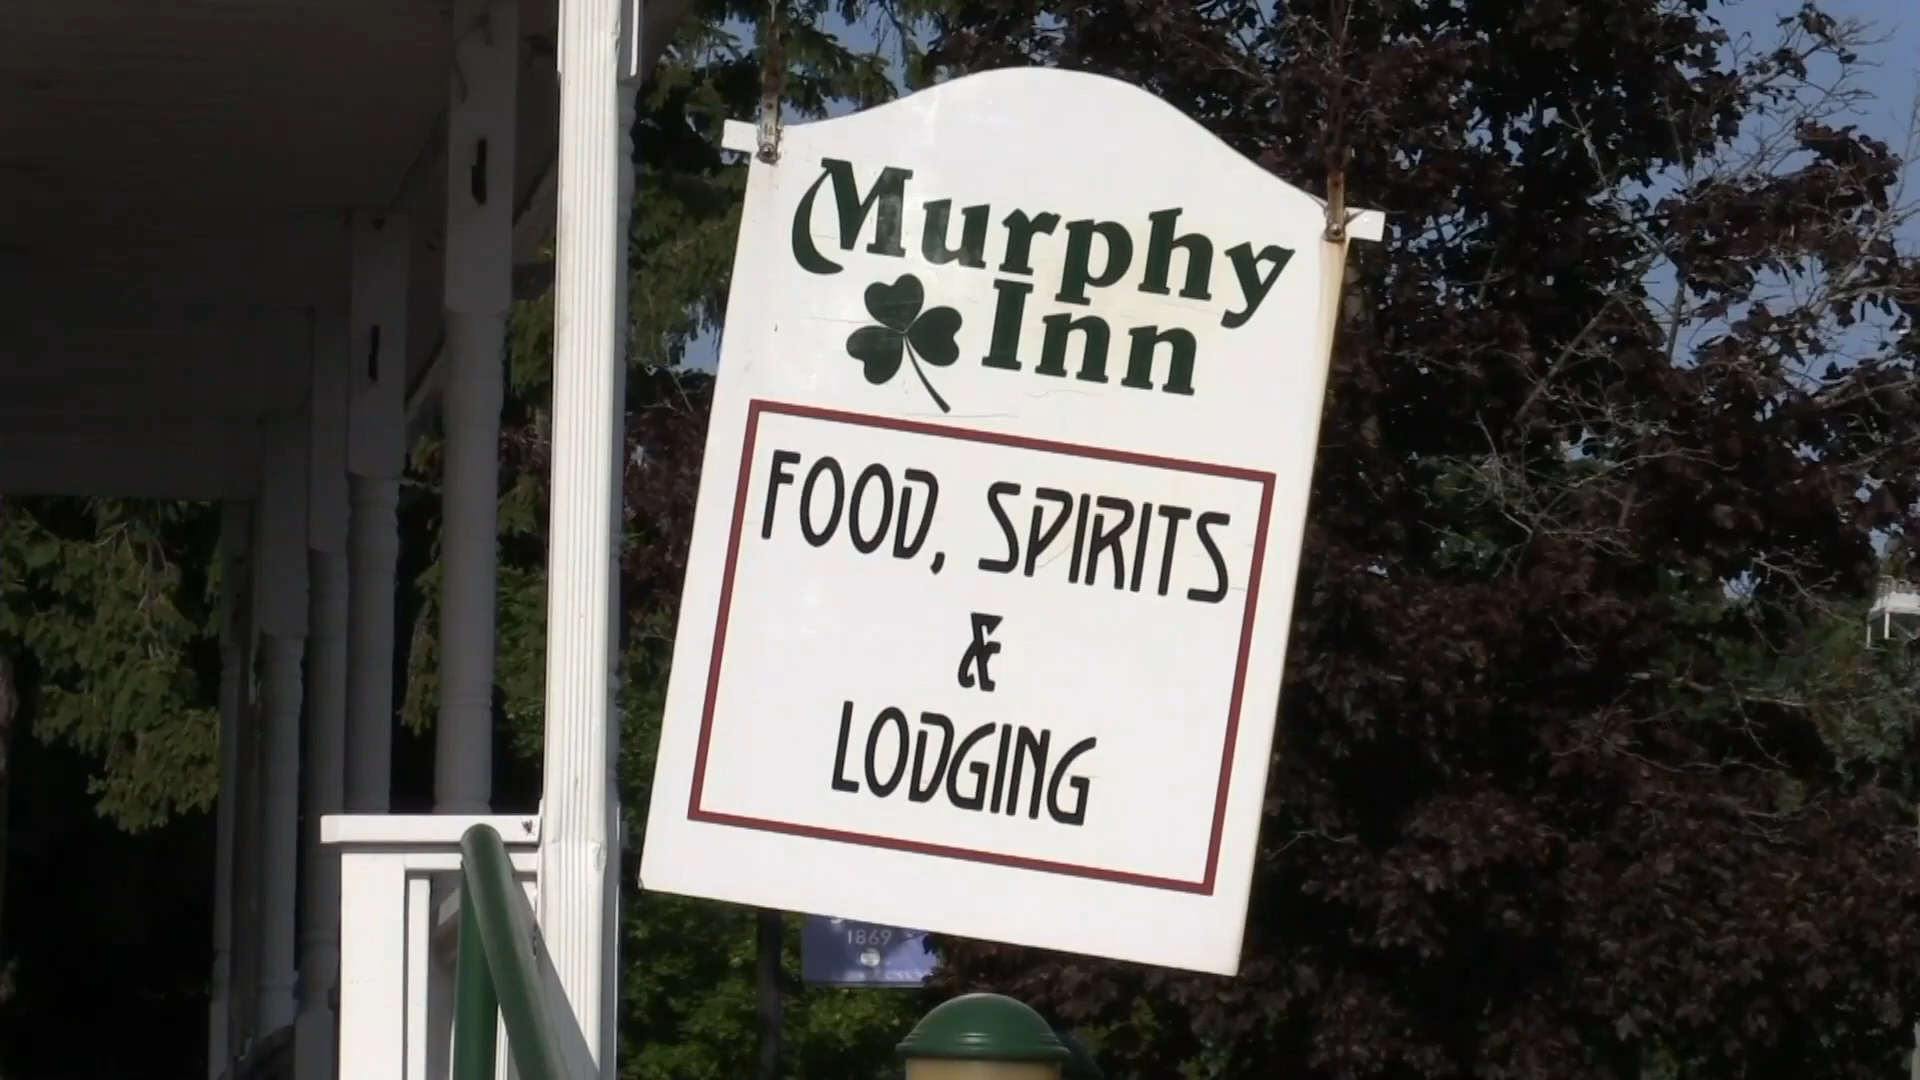 Murphy
Inn
FOOD, SPIRITS
&
LODGING
1869